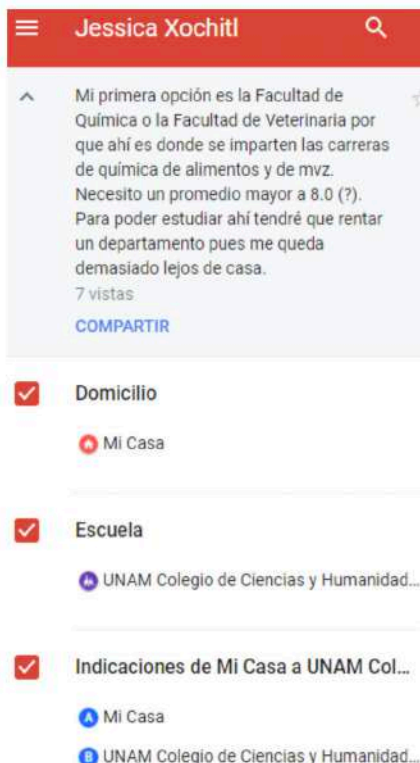 Jessica Xochitl
Mi primera opción es la Facultad de
Química o la Facultad de Veterinaria por
que ahí es donde se imparten las carreras
de química de alimentos y de mvz.
Necesito un promedio mayor a 8.0 (?).
Para poder estudiar ahí tendré que rentar
un departamento pues me queda
demasiado lejos de casa.
7 vistas
COMPARTIR
Domicilio
Mi Casa
Escuela
UNAM Colegio de Ciencias y Humanidad...
Indicaciones de Mi Casa a UNAM Col...
A Mi Casa
B UNAM Colegio de Ciencias y Humanidad...